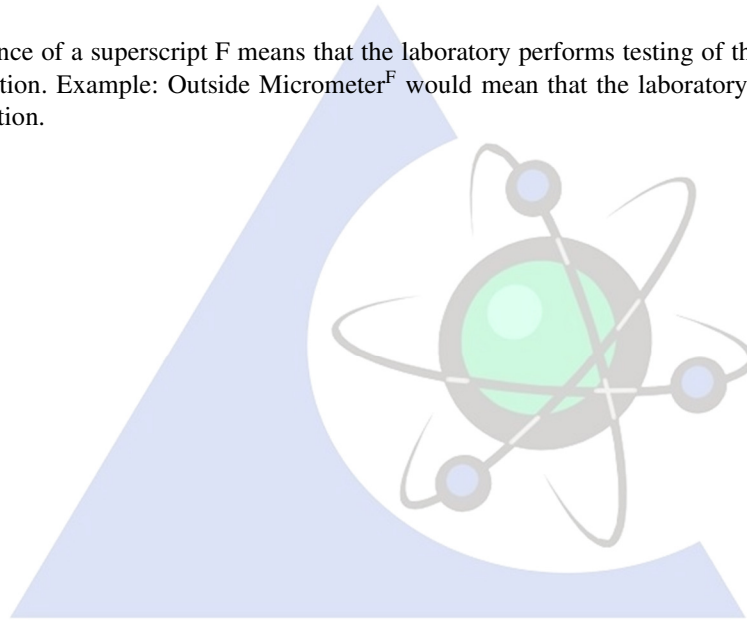 nce of a superscript F means that the laboratory performs testing of th
tion. Example: Outside Micrometer^F would mean that the laboratory
tion.